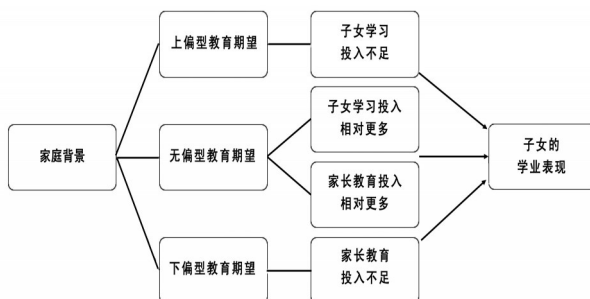 上偏型教育期望
子女学习
投入不足
家庭背景
无偏型教育期望
子女学习投入
相对更多
家长教育投入
相对更多
子女的
学业表现
下偏型教育期望
家长教育
投入不足